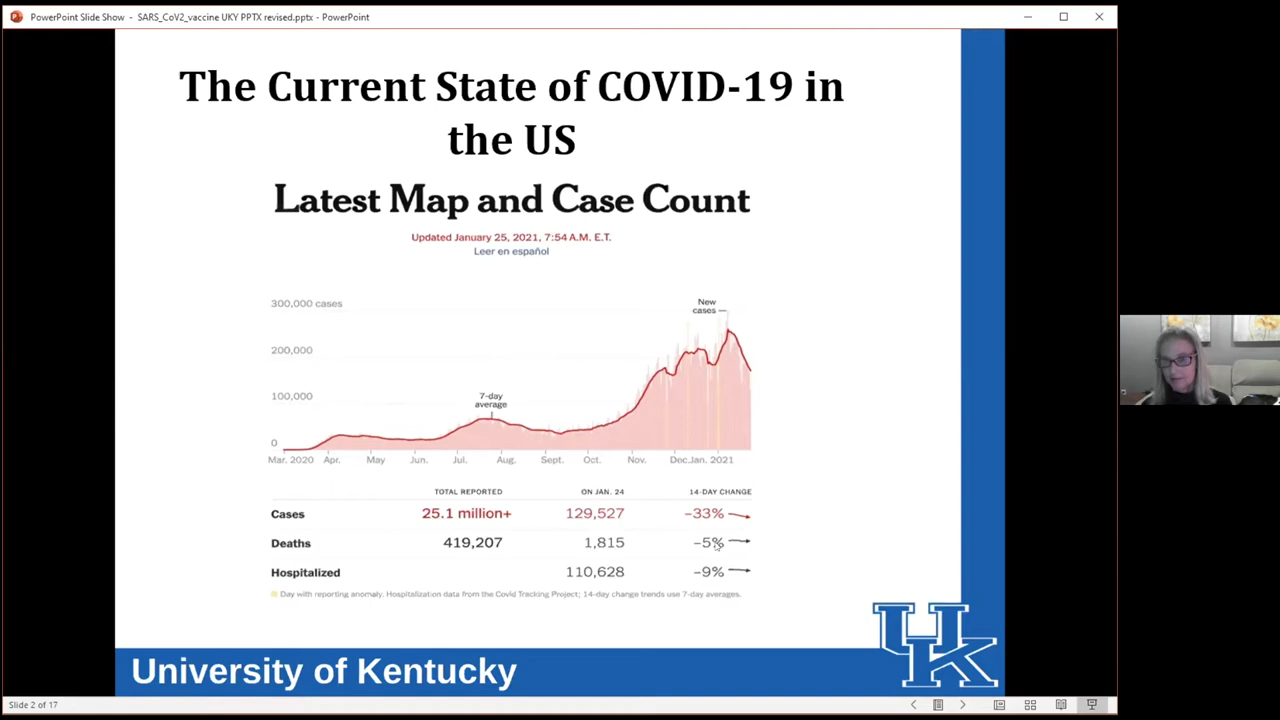 PowerPoint Slide Show - SARS_CoV2_vaccine UKY PPTX revised.pptx - PowerPoint
The Current State of COVID-19 in
the US
Latest Map and Case Count
Updated January 25, 2021, 7:54 A.M. E.T.
Leer en español
300,000 cases
New
cases
200,000
100,000
7-day
average
0
Mar. 2020 Apr. May Jun. Jul. Aug. Sept. Oct. Nov. Dec. Jan. 2021
TOTAL REPORTED ON JAN. 24 14-DAY CHANGE
Cases 25.1 million+ 129,527 –33%
Deaths 419,207 1,815 –5%
Hospitalized 110,628 –9%
Day with reporting anomaly. Hospitalization data from the Covid Tracking Project; 14-day change trends use 7-day averages.
UK
University of Kentucky
Slide 2 of 17